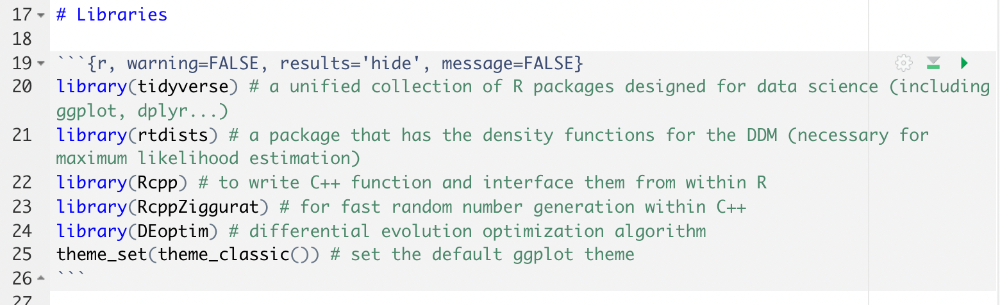 17 # Libraries
18
19 ```{r, warning=FALSE, results='hide', message=FALSE}
20 library(tidyverse) # a unified collection of R packages designed for data science (including
ggplot, dplyr...)
21 library(rtdists) # a package that has the density functions for the DDM (necessary for
maximum likelihood estimation)
22 library(Rcpp) # to write C++ function and interface them from within R
23 library(RcppZiggurat) # for fast random number generation within C++
24 library(DEoptim) # differential evolution optimization algorithm
25 theme_set(theme_classic()) # set the default ggplot theme
26 ```
27